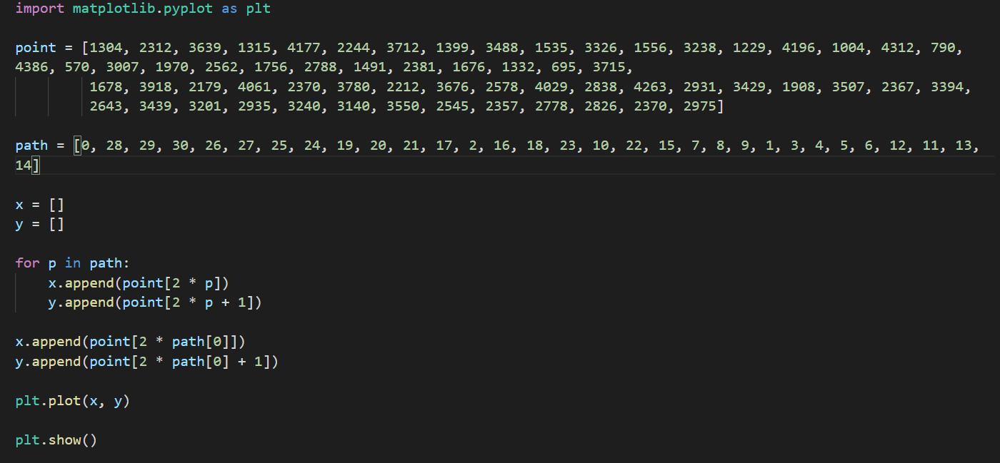 import matplotlib.pyplot as plt
point = [1304, 2312, 3639, 1315, 4177, 2244, 3712, 1399, 3488, 1535, 3326, 1556, 3238, 1229, 4196, 1004, 4312, 790,
4386, 570, 3007, 1970, 2562, 1756, 2788, 1491, 2381, 1676, 1332, 695, 3715,
1678, 3918, 2179, 4061, 2370, 3780, 2212, 3676, 2578, 4029, 2838, 4263, 2931, 3429, 1908, 3507, 2367, 3394,
2643, 3439, 3201, 2935, 3240, 3140, 3550, 2545, 2357, 2778, 2826, 2370, 2975]
path = [0, 28, 29, 30, 26, 27, 25, 24, 19, 20, 21, 17, 2, 16, 18, 23, 10, 22, 15, 7, 8, 9, 1, 3, 4, 5, 6, 12, 11, 13,
14]
x = []
y = []
for p in path:
    x.append(point[2 * p])
    y.append(point[2 * p + 1])
x.append(point[2 * path[0]])
y.append(point[2 * path[0] + 1])
plt.plot(x, y)
plt.show()